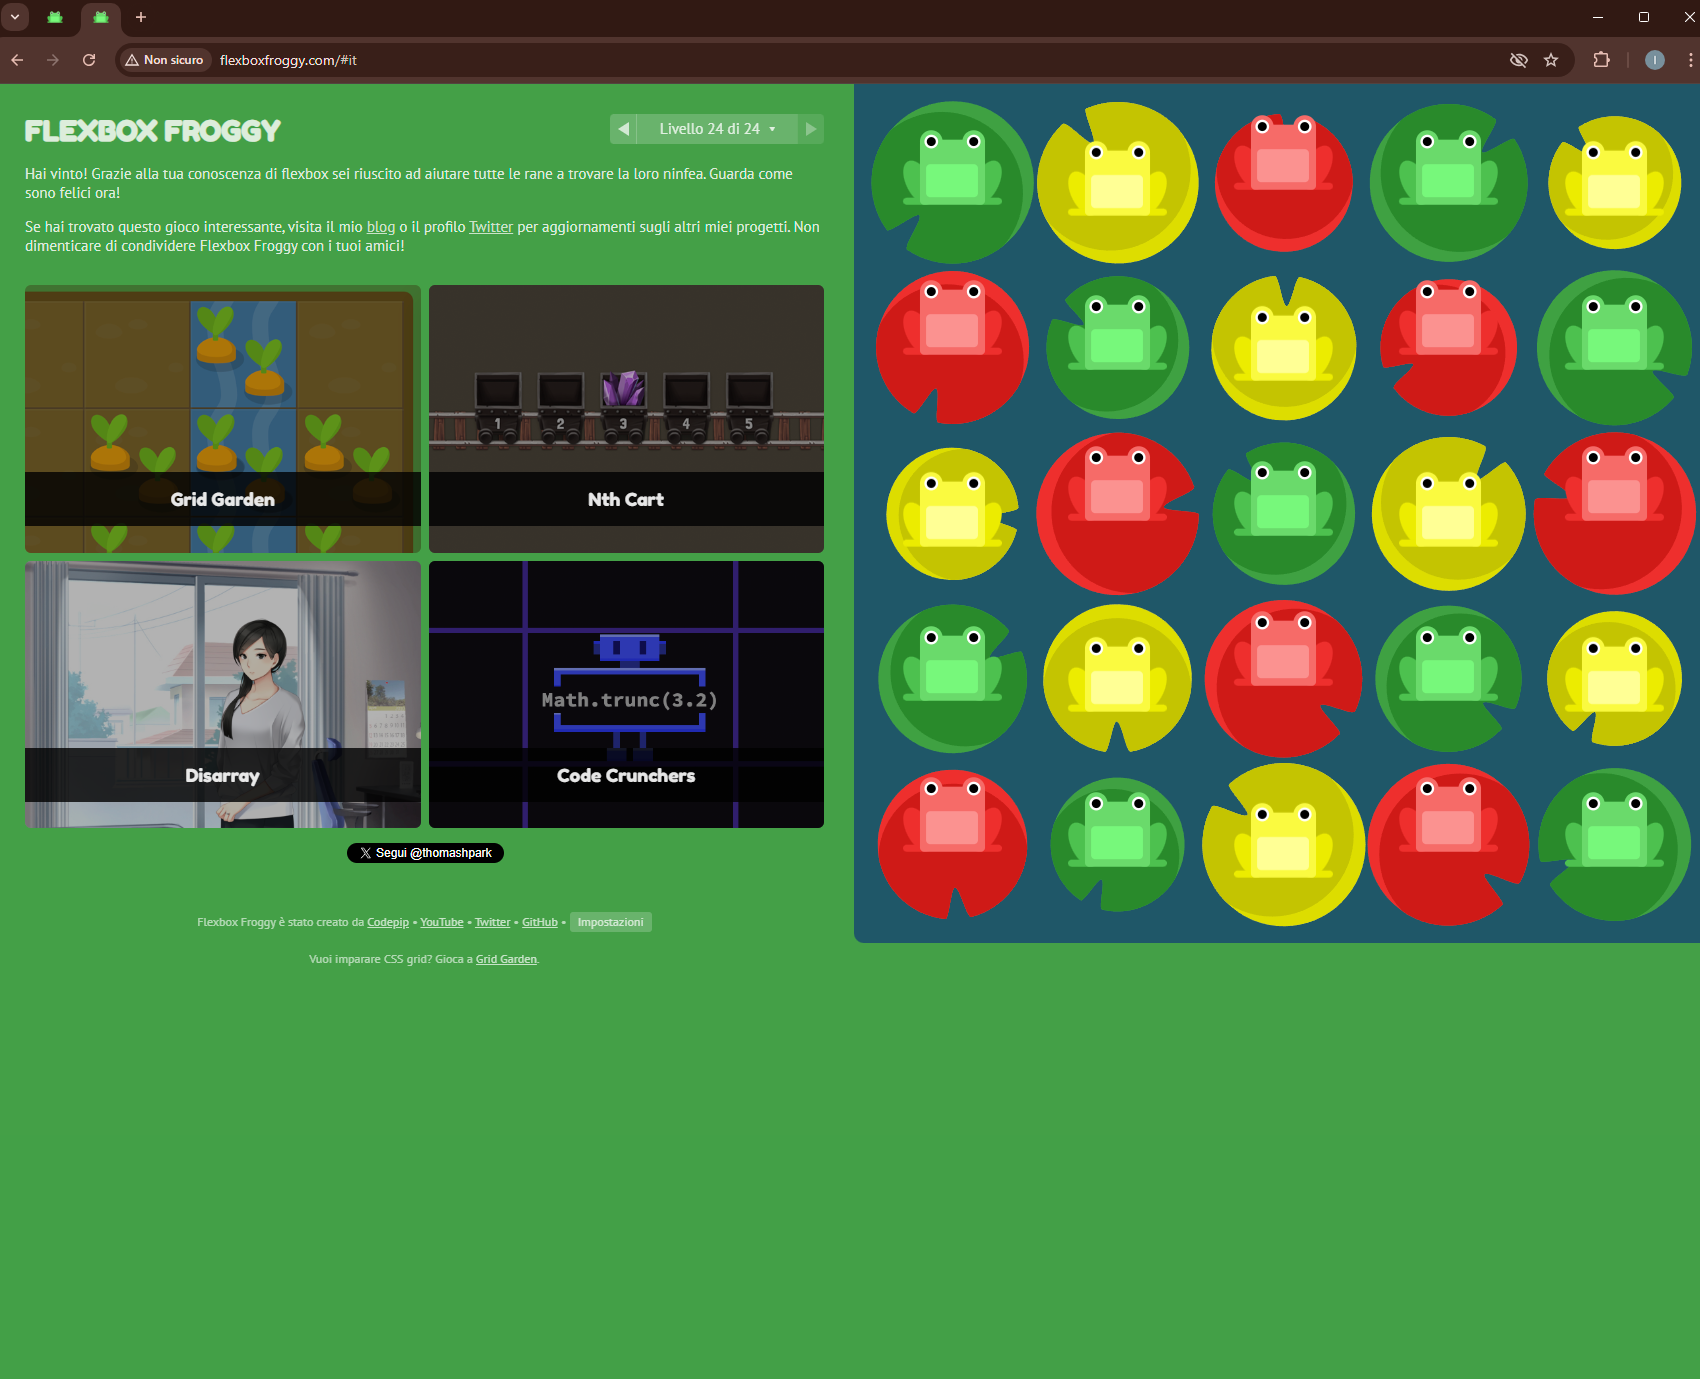 Non sicuro
flexboxfroggy.com/#it
I
FLEXBOX FROGGY
Livello 24 di 24
Hai vinto! Grazie alla tua conoscenza di flexbox sei riuscito ad aiutare tutte le rane a trovare la loro ninfea. Guarda come
sono felici ora!
Se hai trovato questo gioco interessante, visita il mio blog o il profilo Twitter per aggiornamenti sugli altri miei progetti. Non
dimenticare di condividere Flexbox Froggy con i tuoi amici!
Grid Garden
1 2 3 4 5
Nth Cart
Disarray
Math.trunc(3.2)
Code Crunchers
Segui @thomashpark
Flexbox Froggy è stato creato da Codepip • YouTube • Twitter • GitHub • Impostazioni
Vuoi imparare CSS grid? Gioca a Grid Garden.